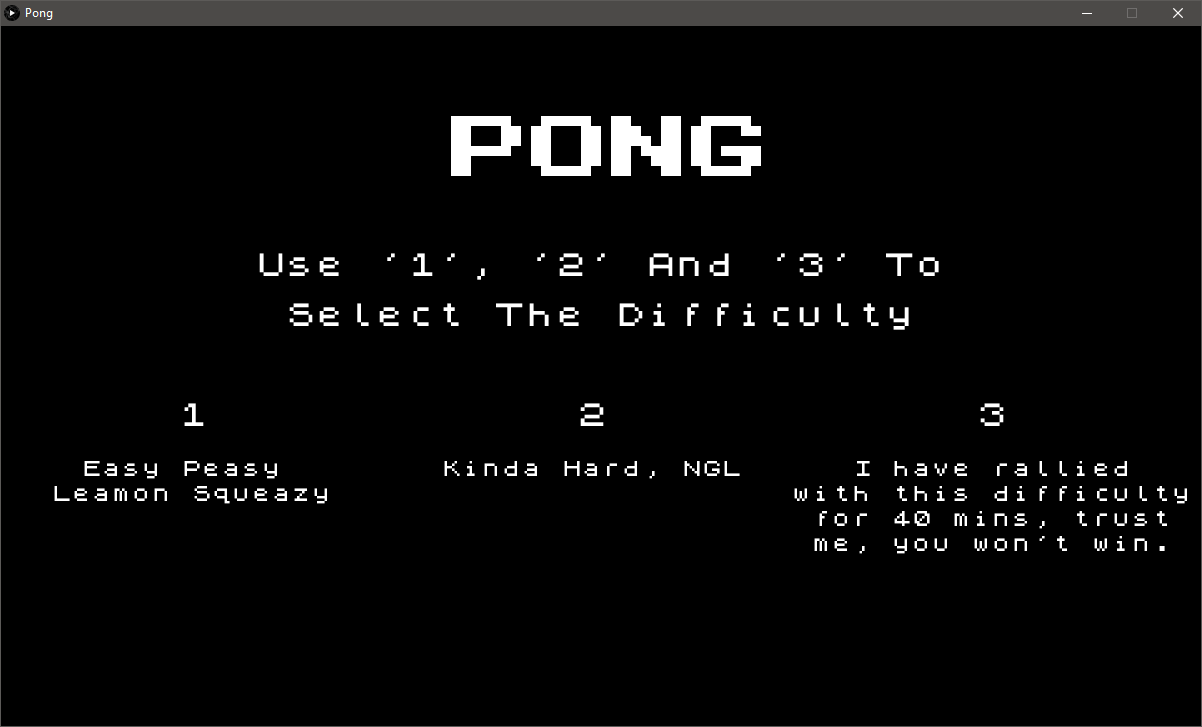 Pong
PONG
Use '1', '2' And '3' To
Select The Difficulty
1
2
3
Easy Peasy
Leamon Squeazy
Kinda Hard, NGL
I have rallied
with this difficulty
for 40 mins, trust
me, you won't win.